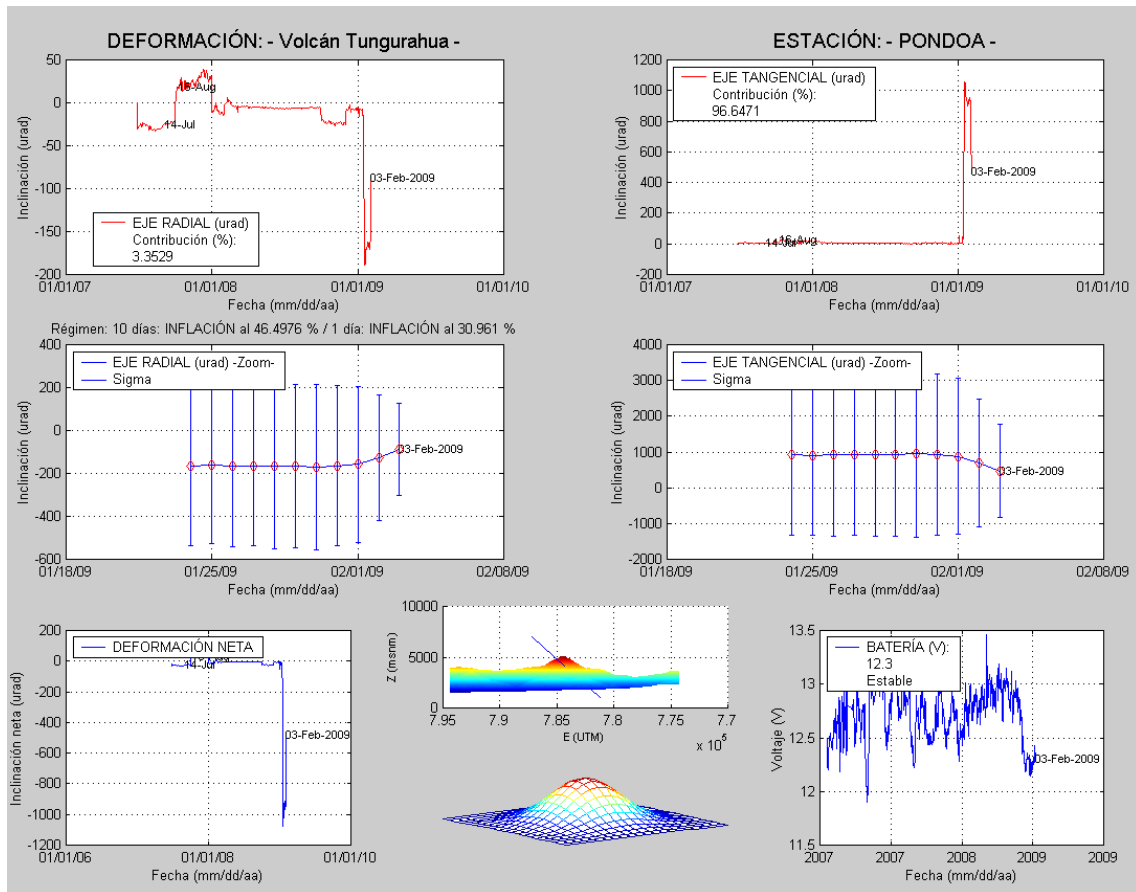 DEFORMACIÓN: - Volcán Tungurahua -
50
0
-50
-100
-150
-200
Inclinación (urad)
16-Aug
14-Jul
03-Feb-2009
EJE RADIAL (urad)
Contribución (%):
3.3529
01/01/07
01/01/08
01/01/09
01/01/10
Fecha (mm/dd/aa)
ESTACIÓN: - PONDOA -
1200
1000
800
600
400
200
0
-200
Inclinación (urad)
EJE TANGENCIAL (urad)
Contribución (%):
96.6471
03-Feb-2009
14-Jul
16-Aug
01/01/07
01/01/08
01/01/09
01/01/10
Fecha (mm/dd/aa)
Régimen: 10 días: INFLACIÓN al 46.4976 % / 1 día: INFLACIÓN al 30.961 %
400
200
0
-200
-400
-600
Inclinación (urad)
EJE RADIAL (urad) -Zoom-
Sigma
03-Feb-2009
01/18/09
01/25/09
02/01/09
02/08/09
Fecha (mm/dd/aa)
4000
3000
2000
1000
0
-1000
-2000
Inclinación (urad)
EJE TANGENCIAL (urad) -Zoom-
Sigma
03-Feb-2009
01/18/09
01/25/09
02/01/09
02/08/09
Fecha (mm/dd/aa)
200
0
-200
-400
-600
-800
-1000
-1200
Inclinación neta (urad)
DEFORMACIÓN NETA
14-Jul
03-Feb-2009
01/01/06
01/01/08
01/01/10
Fecha (mm/dd/aa)
10000
5000
0
Z (msnm)
7.95
7.9
7.85
7.8
7.75
7.7
E (UTM)
x 10⁵
13.5
13
12.5
12
11.5
Voltaje (V)
BATERÍA (V):
12.3
Estable
03-Feb-2009
2007
2007
2008
2009
2009
Fecha (mm/dd/aa)